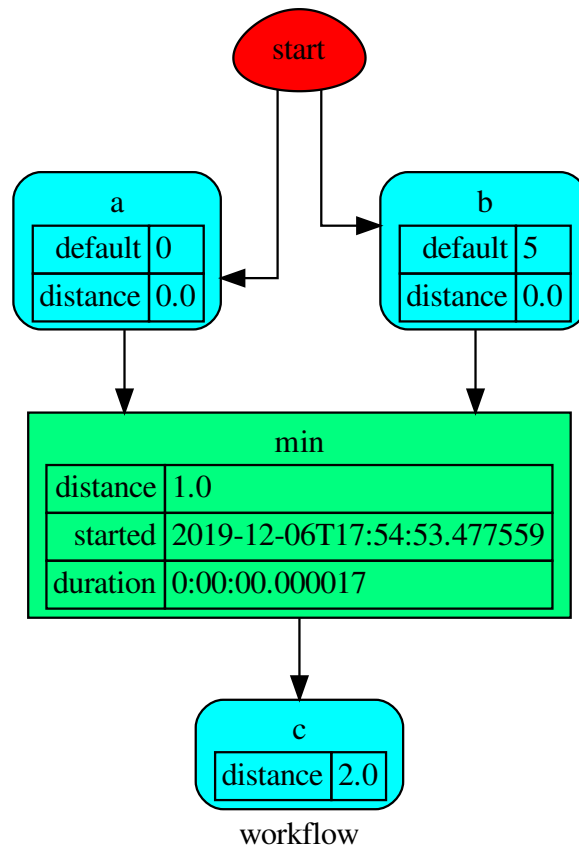 start
a
default 0
distance 0.0
b
default 5
distance 0.0
min
distance 1.0
started 2019-12-06T17:54:53.477559
duration 0:00:00.000017
c
distance 2.0
workflow